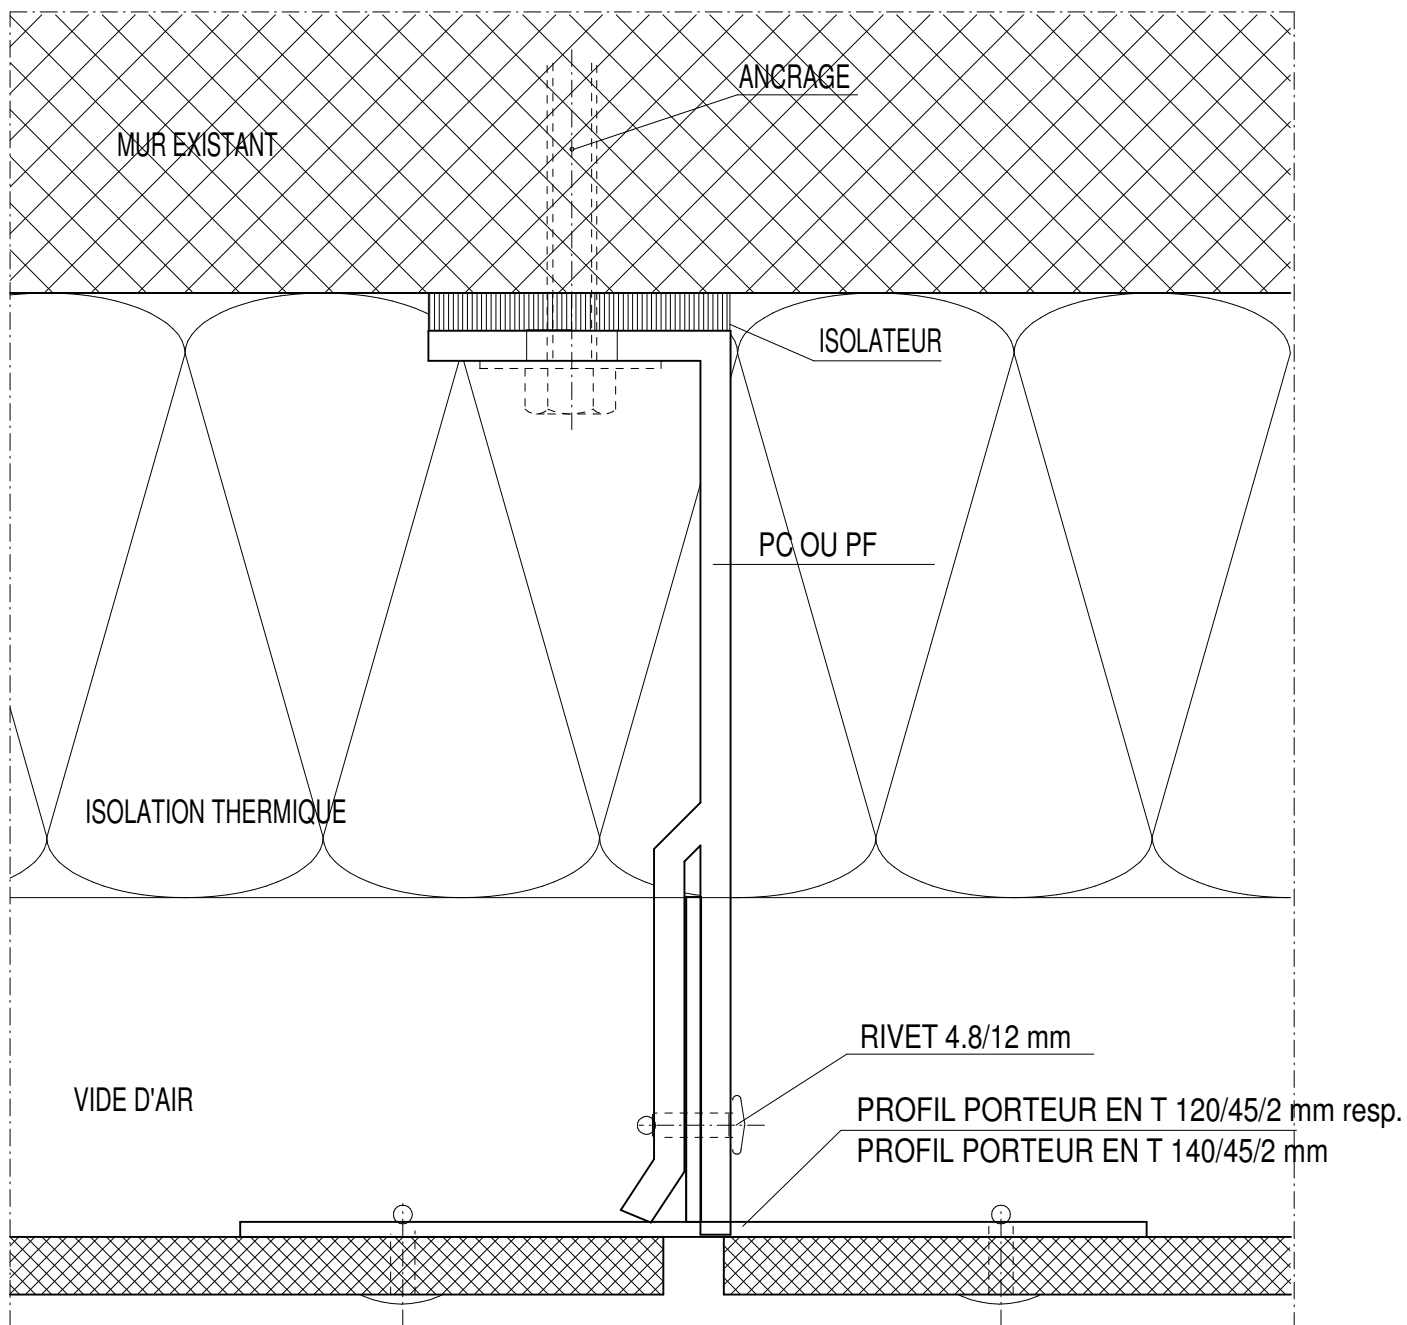 ANCRAGE
MUR EXISTANT
ISOLATEUR
PC OU PF
ISOLATION THERMIQUE
RIVET 4.8/12 mm
VIDE D'AIR
PROFIL PORTEUR EN T 120/45/2 mm resp.
PROFIL PORTEUR EN T 140/45/2 mm